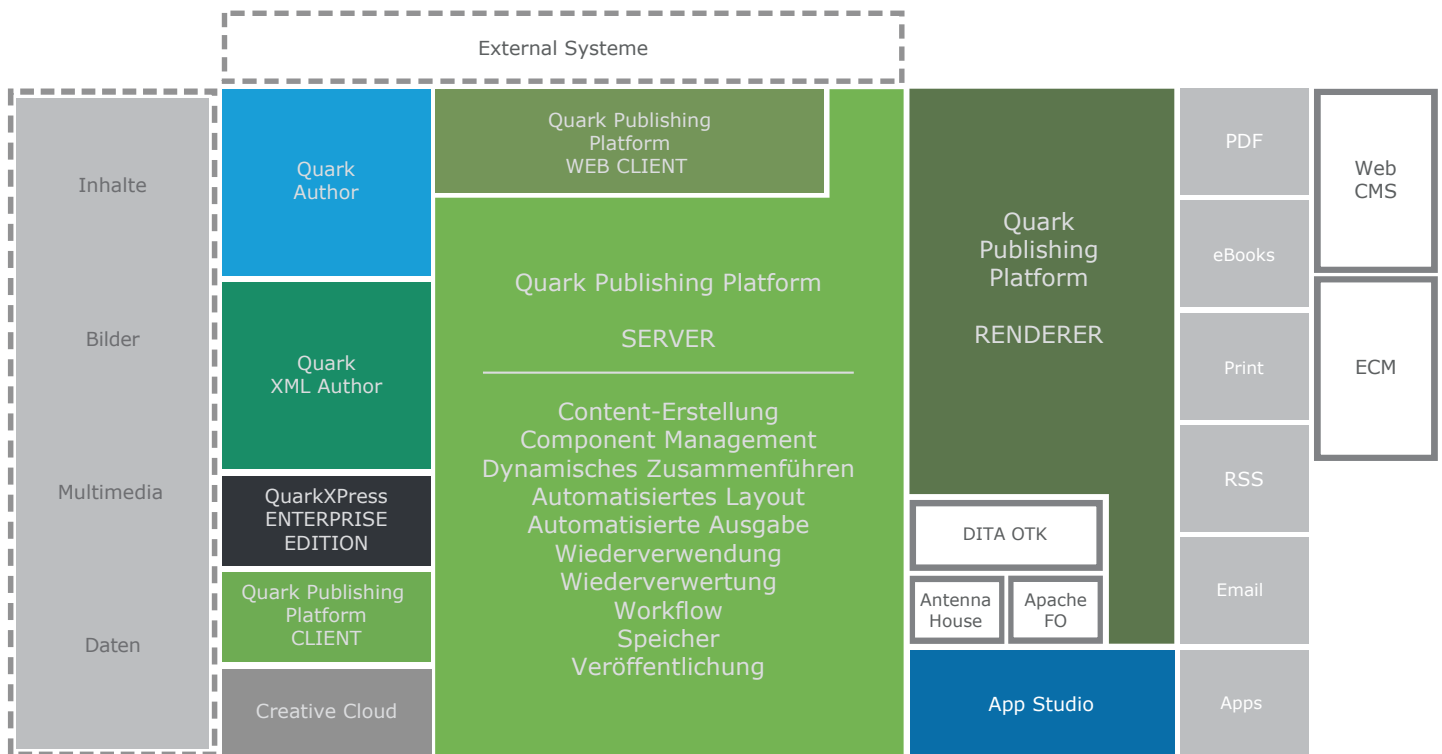 External Systeme
Inhalte
Bilder
Multimedia
Daten
Quark
Author
Quark
XML Author
QuarkXPress
ENTERPRISE
EDITION
Quark Publishing
Platform
CLIENT
Creative Cloud
Quark Publishing
Platform
WEB CLIENT
Quark Publishing Platform
SERVER
Content-Erstellung
Component Management
Dynamisches Zusammenführen
Automatisiertes Layout
Automatisierte Ausgabe
Wiederverwendung
Wiederverwertung
Workflow
Speicher
Veröffentlichung
Quark
Publishing
Platform
RENDERER
DITA OTK
Antenna
House
Apache
FO
App Studio
PDF
eBooks
Print
RSS
Email
Apps
Web
CMS
ECM